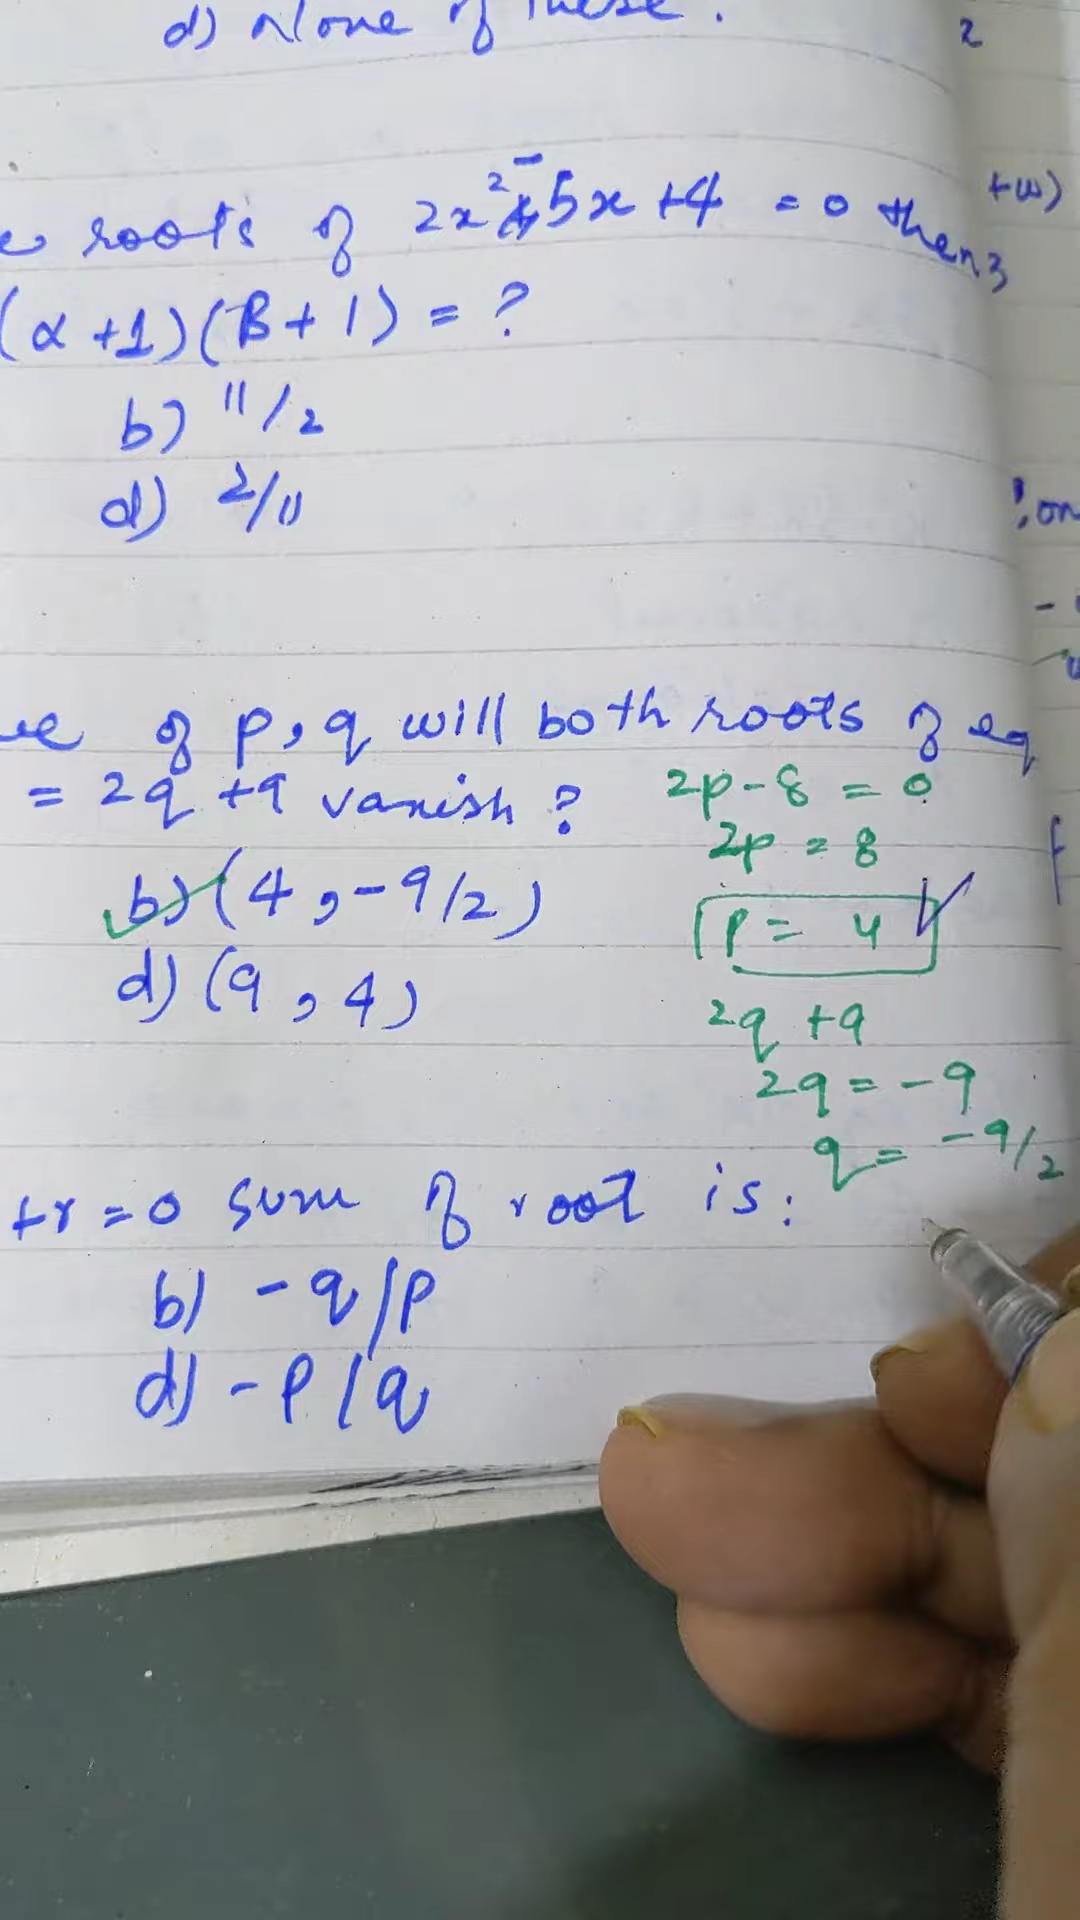 d) None of these.
2
roots of 2x² - 5x + 4 = 0 then
+w)
(α + 1)(β + 1) = ?
b) 11/2
d) 2/11
of p, q will both roots of eq
= 2q + 9 vanish?
2p - 8 = 0
2p = 8
b) (4, -9/2)
p = 4
d) (9, 4)
2q + 9
2q = -9
q = -9/2
+r = 0 sum of root is:
b) -q/p
d) -p/q